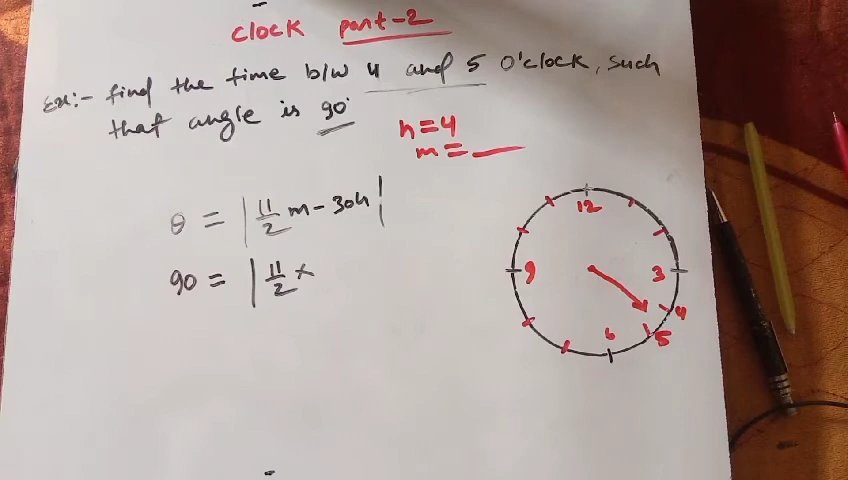 clock part-2
Ex:- find the time b/w 4 and 5 O'clock, such
that angle is 90°
h=4
m=
θ = |11/2 m - 30h|
90 = |11/2 ×
12
9
3
4
5
6